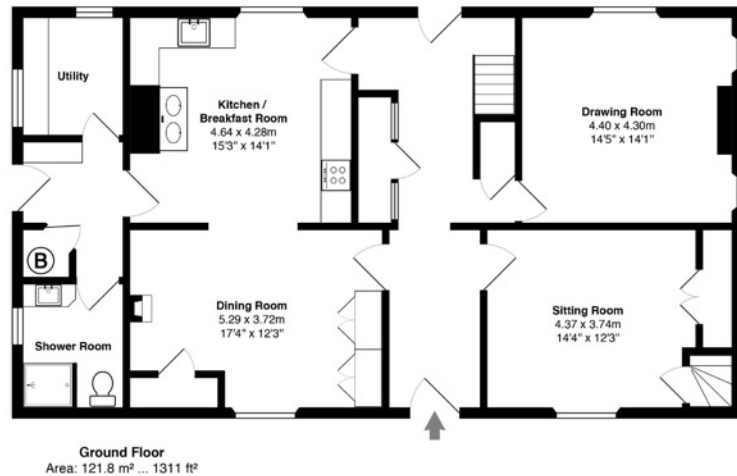 Utility
Kitchen /
Breakfast Room
4.64 x 4.28m
15'3" x 14'1"
Drawing Room
4.40 x 4.30m
14'5" x 14'1"
B
Dining Room
5.29 x 3.72m
17'4" x 12'3"
Sitting Room
4.37 x 3.74m
14'4" x 12'3"
Shower Room
Ground Floor
Area: 121.8 m² ... 1311 ft²